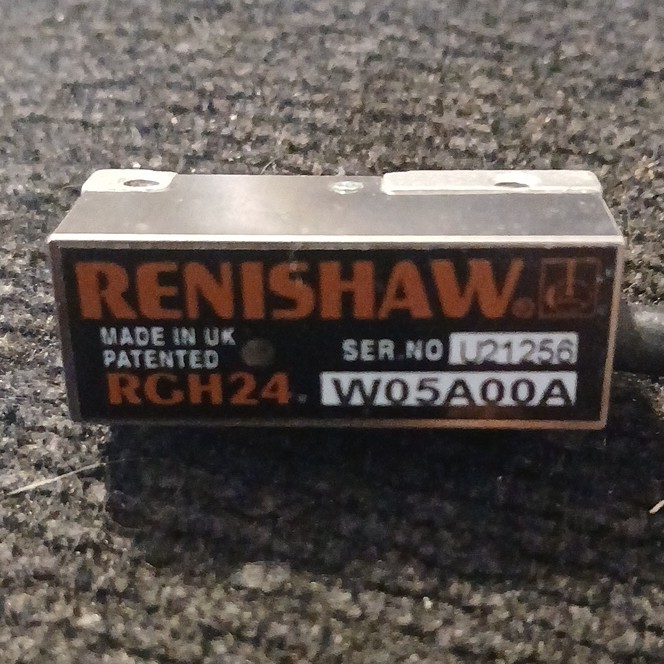 RENISHAW®
MADE IN UK
PATENTED
SER.NO U21256
RGH24 W05A00A